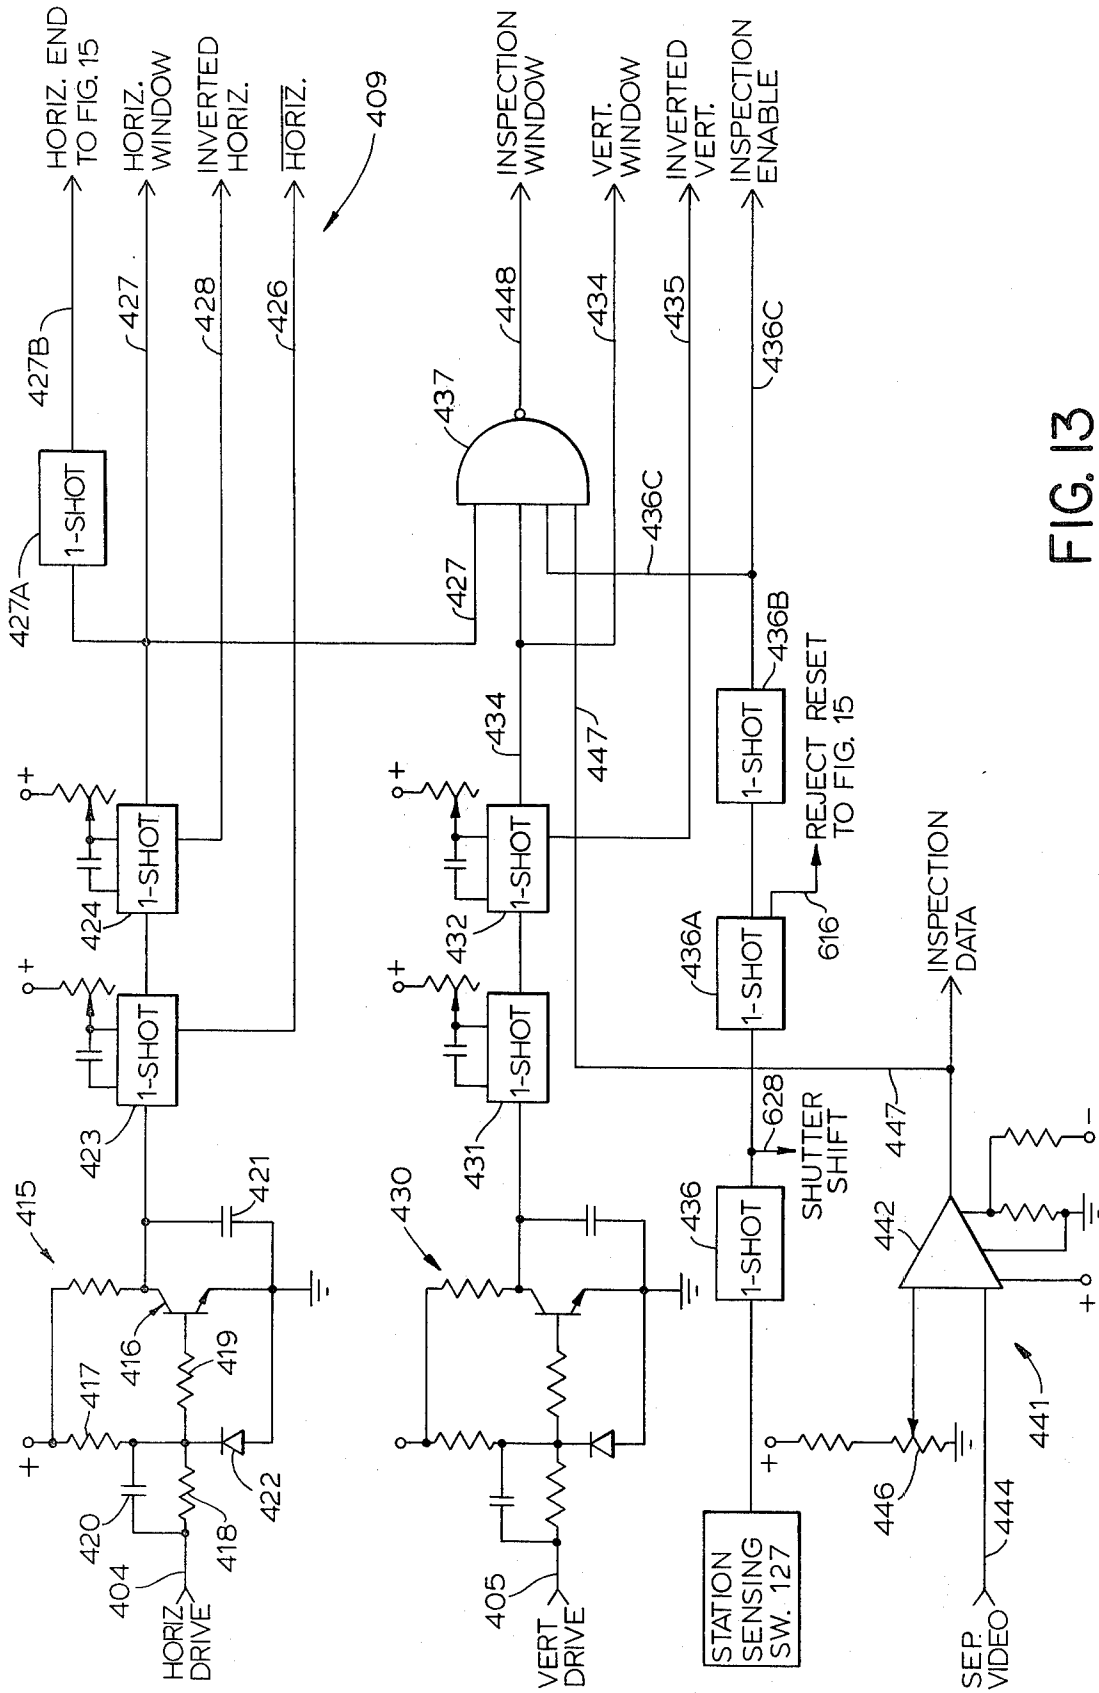 HORIZ. END
TO FIG. 15
HORIZ.
WINDOW
INVERTED
HORIZ.
HORIZ.
409
427B
427
428
426
427A
1-SHOT
INSPECTION
WINDOW
VERT.
WINDOW
INVERTED
VERT.
INSPECTION
ENABLE
448
434
435
436C
437
427
436C
+
+
424
1-SHOT
423
1-SHOT
415
421
416
417
419
+
420
418
422
404
HORIZ
DRIVE
434
447
+
+
432
1-SHOT
431
1-SHOT
430
405
VERT
DRIVE
436B
1-SHOT
REJECT RESET
TO FIG. 15
616
436A
1-SHOT
628
SHUTTER
SHIFT
436
1-SHOT
STATION
SENSING
SW. 127
INSPECTION
DATA
447
442
-
+
+
446
441
444
SEP.
VIDEO
FIG. 13